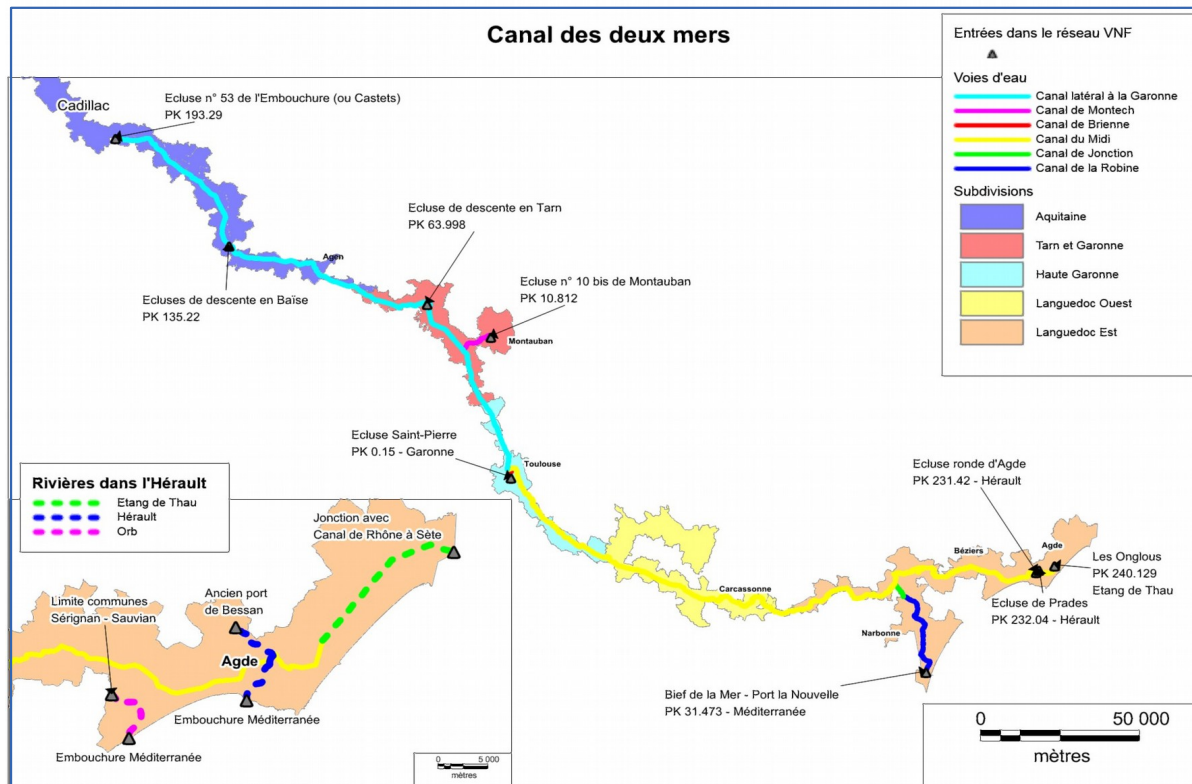 Canal des deux mers
Entrées dans le réseau VNF
Voies d'eau
Canal latéral à la Garonne
Canal de Montech
Canal de Brienne
Canal du Midi
Canal de Jonction
Canal de la Robine
Subdivisions
Aquitaine
Tarn et Garonne
Haute Garonne
Languedoc Ouest
Languedoc Est
Cadillac
Ecluse n° 53 de l'Embouchure (ou Castets)
PK 193.29
Ecluse de descente en Tarn
PK 63.998
Agen
Ecluse n° 10 bis de Montauban
PK 10.812
Ecluses de descente en Baïse
PK 135.22
Montauban
Ecluse Saint-Pierre
PK 0.15 - Garonne
Toulouse
Ecluse ronde d'Agde
PK 231.42 - Hérault
Béziers
Agde
Les Onglous
PK 240.129
Etang de Thau
Carcassonne
Ecluse de Prades
PK 232.04 - Hérault
Narbonne
Bief de la Mer - Port la Nouvelle
PK 31.473 - Méditerranée
0 50 000
mètres
Rivières dans l'Hérault
Etang de Thau
Hérault
Orb
Jonction avec
Canal de Rhône à Sète
Ancien port
de Bessan
Limite communes
Sérignan - Sauvian
Agde
Embouchure Méditerranée
Embouchure Méditerranée
0 5 000
mètres